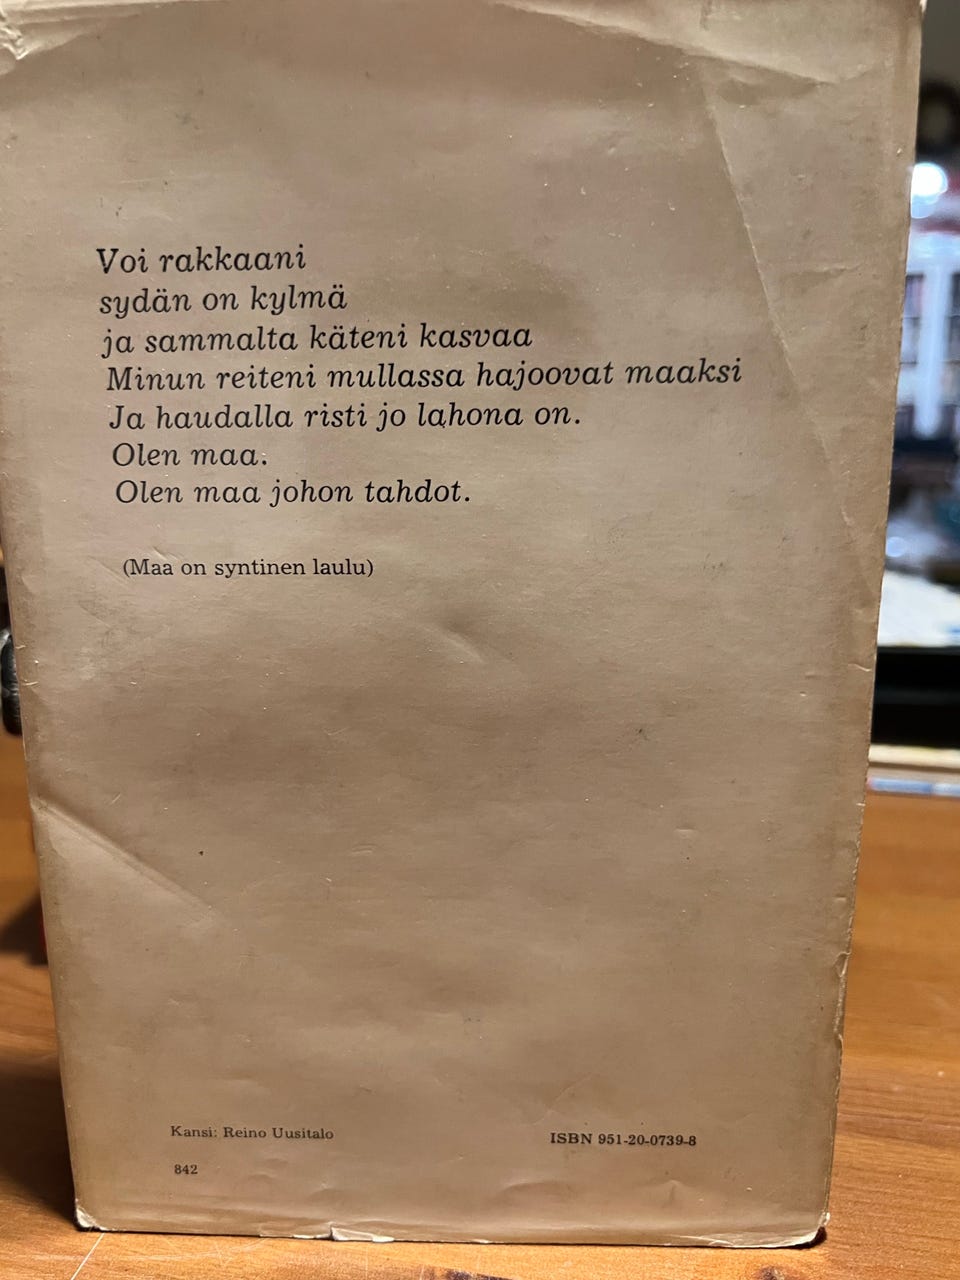 Voi rakkaani
sydän on kylmä
ja sammalta käteni kasvaa
Minun reiteni mullassa hajoovat maaksi
Ja haudalla risti jo lahona on.
Olen maa.
Olen maa johon tahdot.
(Maa on syntinen laulu)
Kansi: Reino Uusitalo
ISBN 951-20-0739-8
842